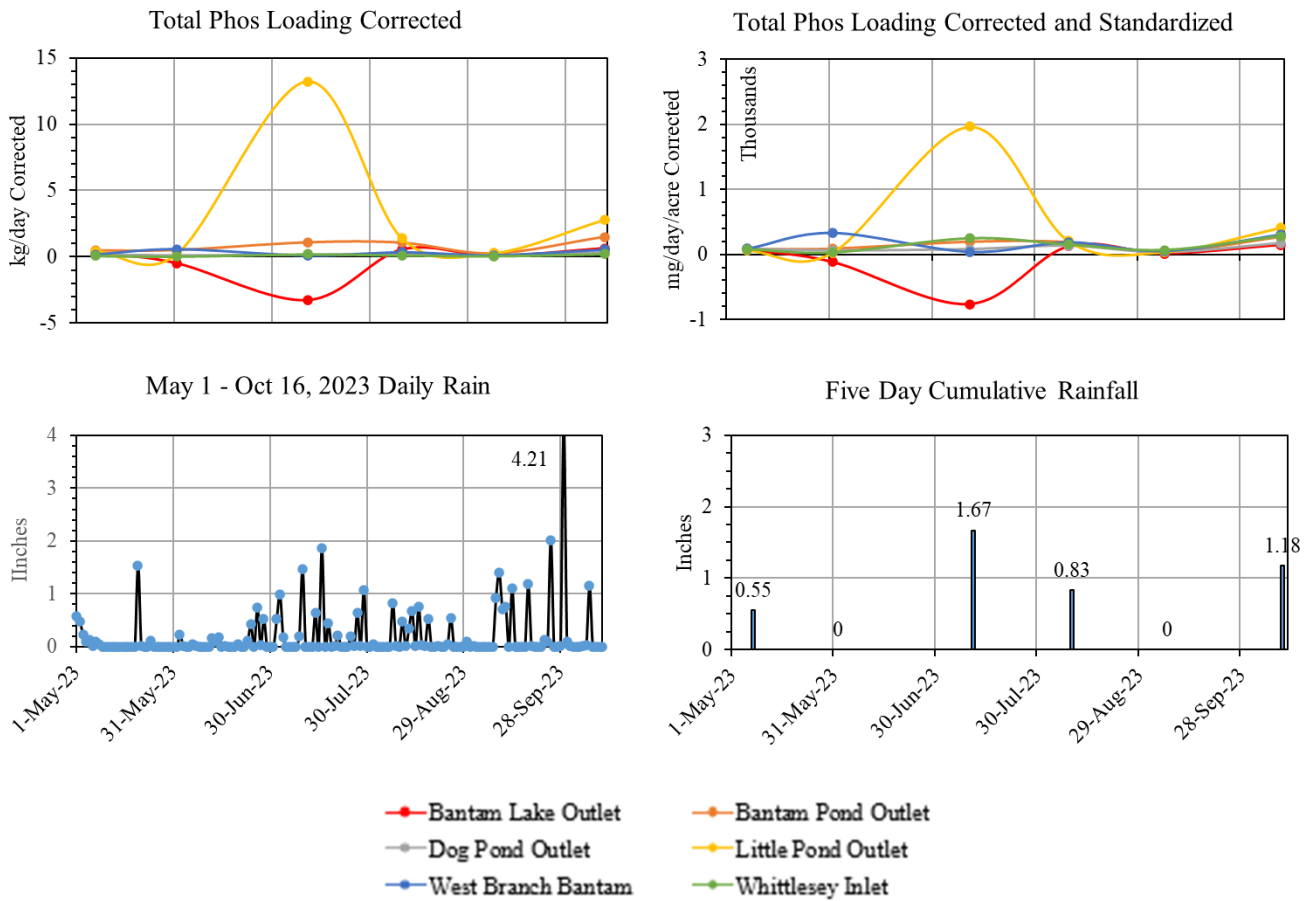 Total Phos Loading Corrected
15
10
5
0
-5
kg/day Corrected
Total Phos Loading Corrected and Standardized
3
2
1
0
-1
mg/day/acre Corrected
Thousands
May 1 - Oct 16, 2023 Daily Rain
4
3
2
1
0
IInches
4.21
1-May-23
31-May-23
30-Jun-23
30-Jul-23
29-Aug-23
28-Sep-23
Five Day Cumulative Rainfall
3
2
1
0
Inches
0.55
0
1.67
0.83
0
1.18
1-May-23
31-May-23
30-Jun-23
30-Jul-23
29-Aug-23
28-Sep-23
Bantam Lake Outlet
Bantam Pond Outlet
Dog Pond Outlet
Little Pond Outlet
West Branch Bantam
Whittlesey Inlet